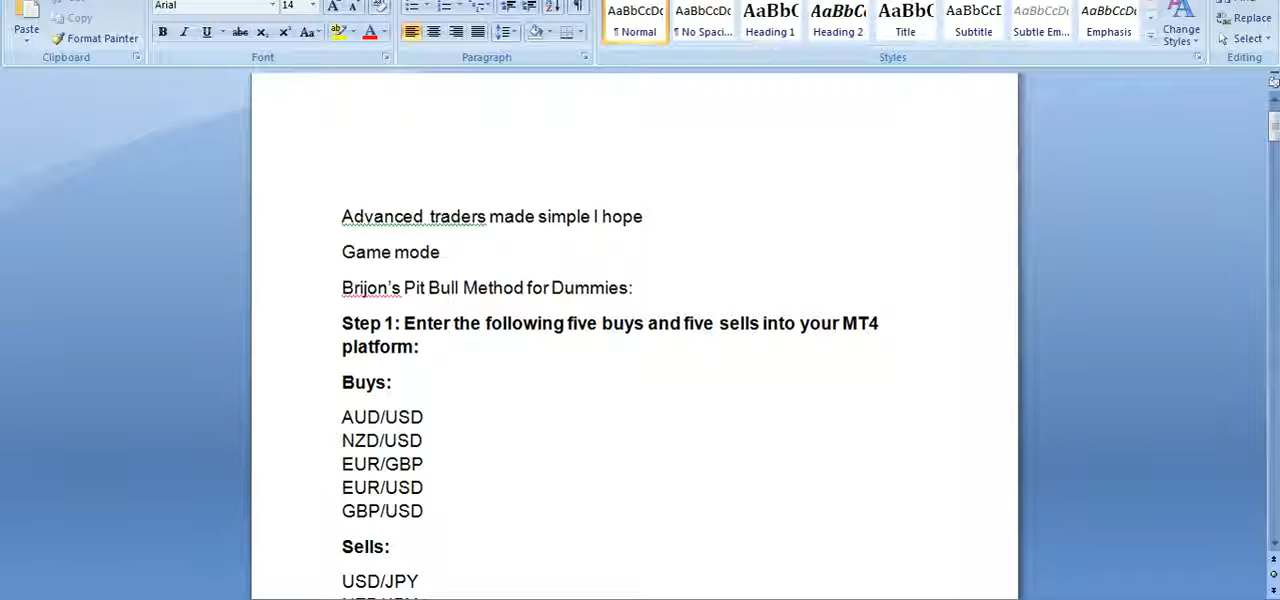 Paste
Copy
Format Painter
Clipboard
Arial
14
B I U abc x₂ x² Aa
Font
¶
Paragraph
AaBbCcDc
AaBbCcDc
AaBbC
AaBbCc
AaBbC
AaBbCcI
AaBbCcDc
AaBbCcDc
¶ Normal
¶ No Spaci...
Heading 1
Heading 2
Title
Subtitle
Subtle Em...
Emphasis
Change
Styles
Styles
Replace
Select
Editing
Advanced traders made simple I hope
Game mode
Brijon's Pit Bull Method for Dummies:
Step 1: Enter the following five buys and five sells into your MT4
platform:
Buys:
AUD/USD
NZD/USD
EUR/GBP
EUR/USD
GBP/USD
Sells:
USD/JPY